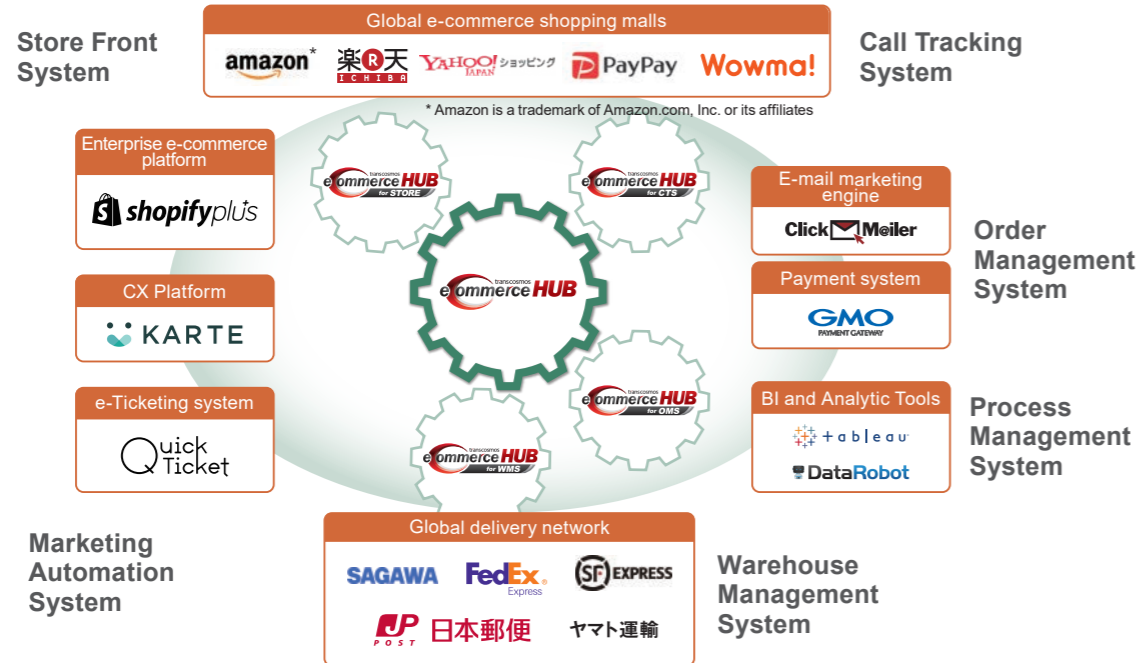 Global e-commerce shopping malls
Store Front
System
amazon*
楽R天
ICHIBA
YAHOO! ショッピング
JAPAN
P PayPay
Wowma!
Call Tracking
System
* Amazon is a trademark of Amazon.com, Inc. or its affiliates
Enterprise e-commerce
platform
S shopifyplus
transcosmos
eCommerce HUB
for STORE
transcosmos
eCommerce HUB
for CTS
E-mail marketing
engine
Click M@iler
Order
Management
System
CX Platform
KARTE
transcosmos
eCommerce HUB
Payment system
GMO
PAYMENT GATEWAY
e-Ticketing system
Quick
Ticket
transcosmos
eCommerce HUB
for OMS
BI and Analytic Tools
+ableau
DataRobot
Process
Management
System
transcosmos
eCommerce HUB
for WMS
Marketing
Automation
System
Global delivery network
SAGAWA
FedEx®
Express
SF EXPRESS
JP
POST
日本郵便
ヤマト運輸
Warehouse
Management
System